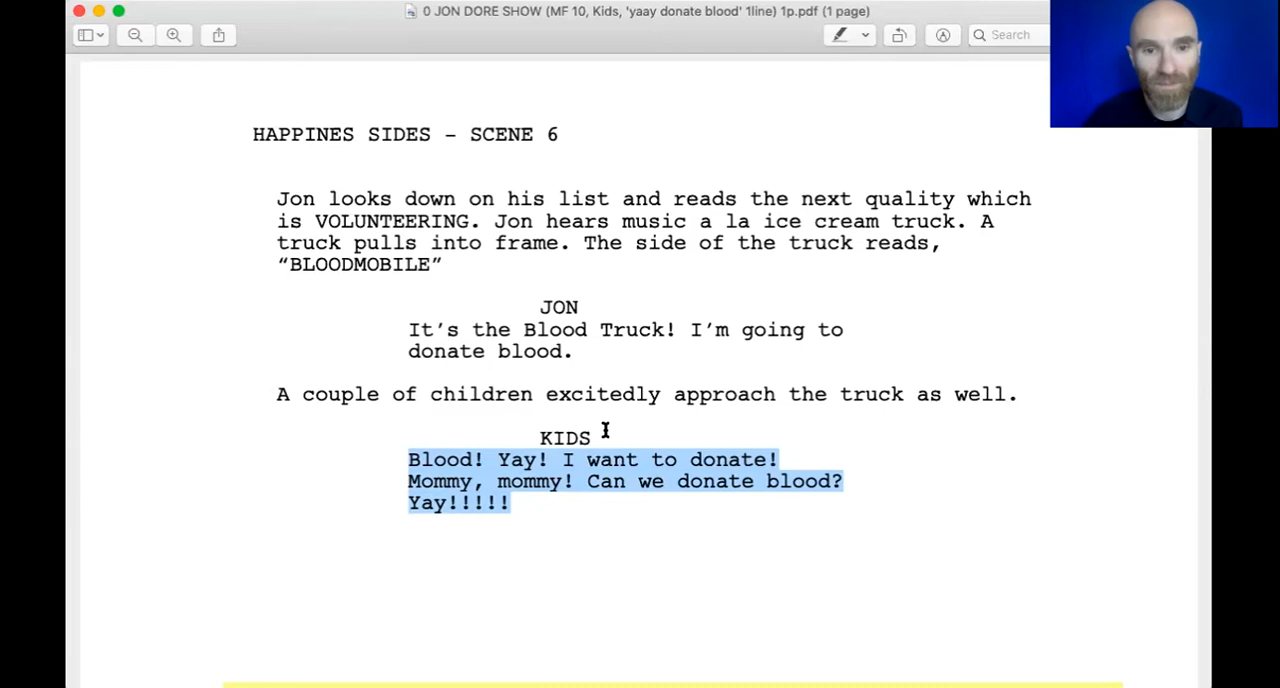 0 JON DORE SHOW (MF 10, Kids, 'yaay donate blood' 1line) 1p.pdf (1 page)
Search
HAPPINES SIDES – SCENE 6
Jon looks down on his list and reads the next quality which
is VOLUNTEERING. Jon hears music a la ice cream truck. A
truck pulls into frame. The side of the truck reads,
“BLOODMOBILE”
JON
It’s the Blood Truck! I’m going to
donate blood.
A couple of children excitedly approach the truck as well.
KIDS
Blood! Yay! I want to donate!
Mommy, mommy! Can we donate blood?
Yay!!!!!